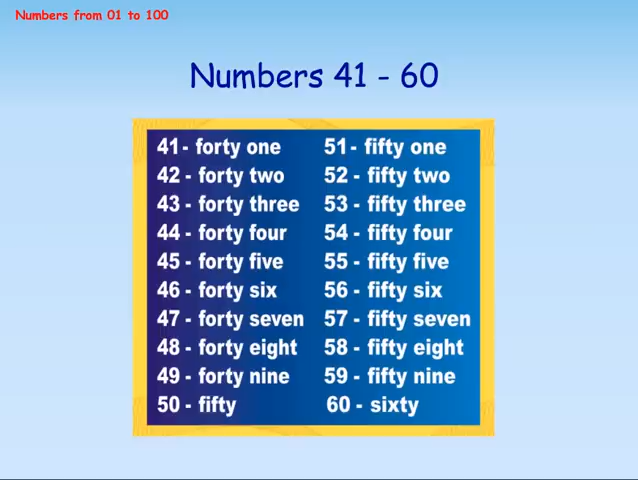 Numbers from 01 to 100
Numbers 41 - 60
41- forty one
42 - forty two
43 - forty three
44 - forty four
45 - forty five
46 - forty six
47 - forty seven
48 - forty eight
49 - forty nine
50 - fifty
51 - fifty one
52 - fifty two
53 - fifty three
54 - fifty four
55 - fifty five
56 - fifty six
57 - fifty seven
58 - fifty eight
59 - fifty nine
60 - sixty